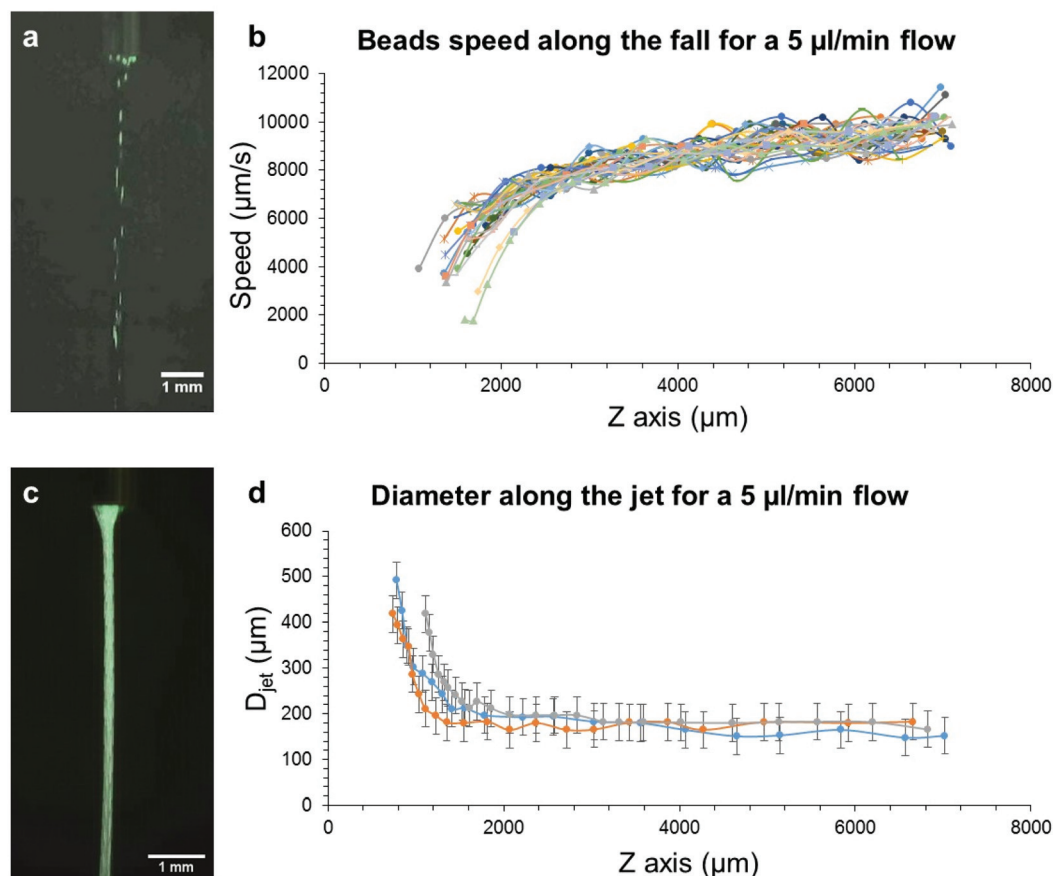 a
1 mm
b
Beads speed along the fall for a 5 µl/min flow
12000
10000
8000
6000
4000
2000
0
Speed (µm/s)
0 2000 4000 6000 8000
Z axis (µm)
c
1 mm
d
Diameter along the jet for a 5 µl/min flow
600
500
400
300
200
100
0
Djet (µm)
0 2000 4000 6000 8000
Z axis (µm)